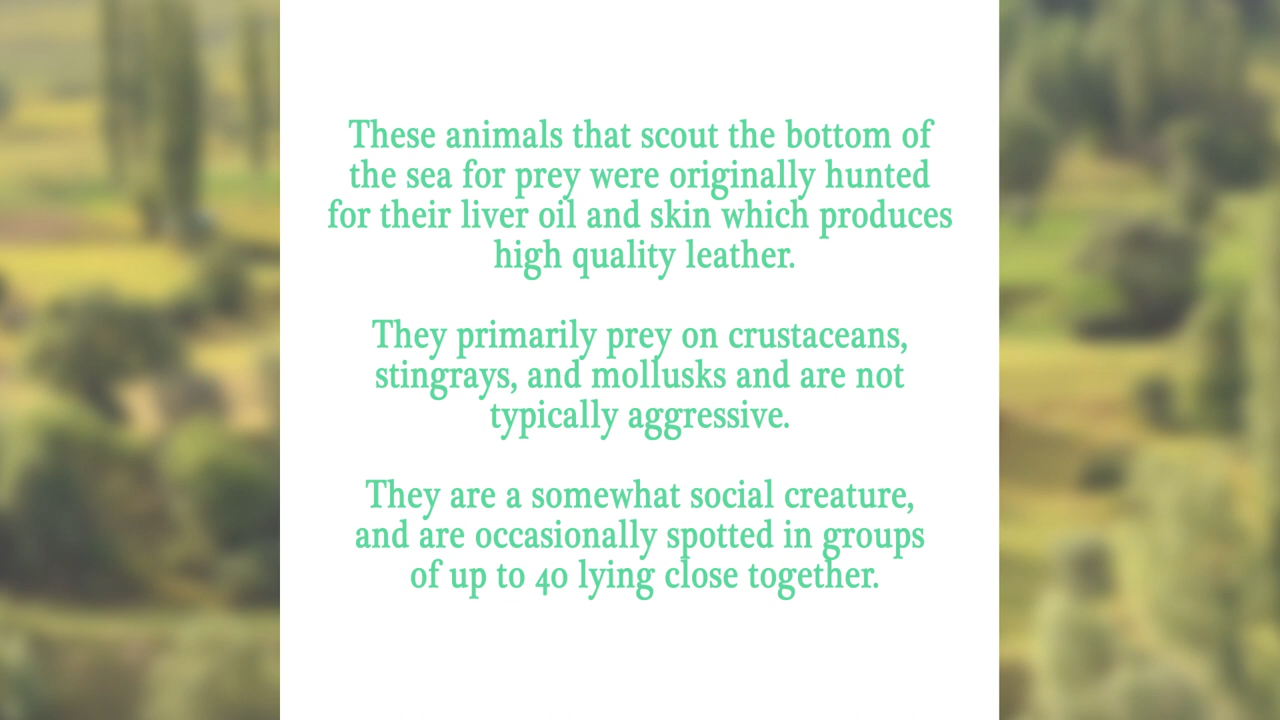 These animals that scout the bottom of
the sea for prey were originally hunted
for their liver oil and skin which produces
high quality leather.
They primarily prey on crustaceans,
stingrays, and mollusks and are not
typically aggressive.
They are a somewhat social creature,
and are occasionally spotted in groups
of up to 40 lying close together.